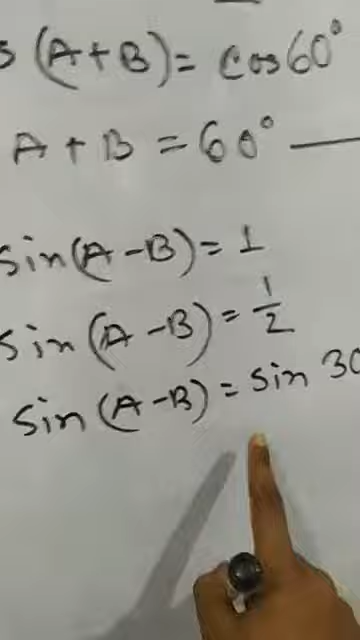 s (A+B) = cos 60°
A + B = 60° —
sin(A-B) = 1
sin (A-B) = 1/2
sin (A-B) = sin 30